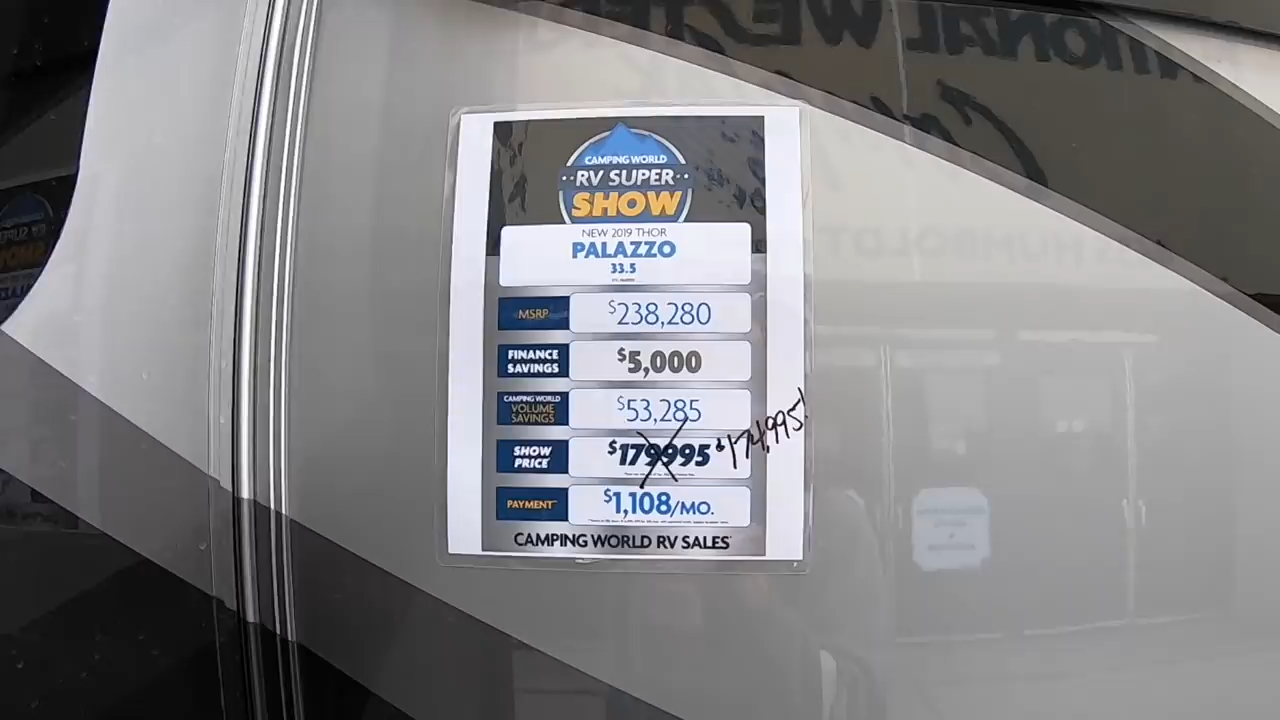 CAMPING WORLD
RV SUPER
SHOW
NEW 2019 THOR
PALAZZO
33.5
MSRP $238,280
FINANCE SAVINGS $5,000
CAMPING WORLD VOLUME SAVINGS $53,285
SHOW PRICE $179995 $174,995!
PAYMENT $1,108/MO.
CAMPING WORLD RV SALES